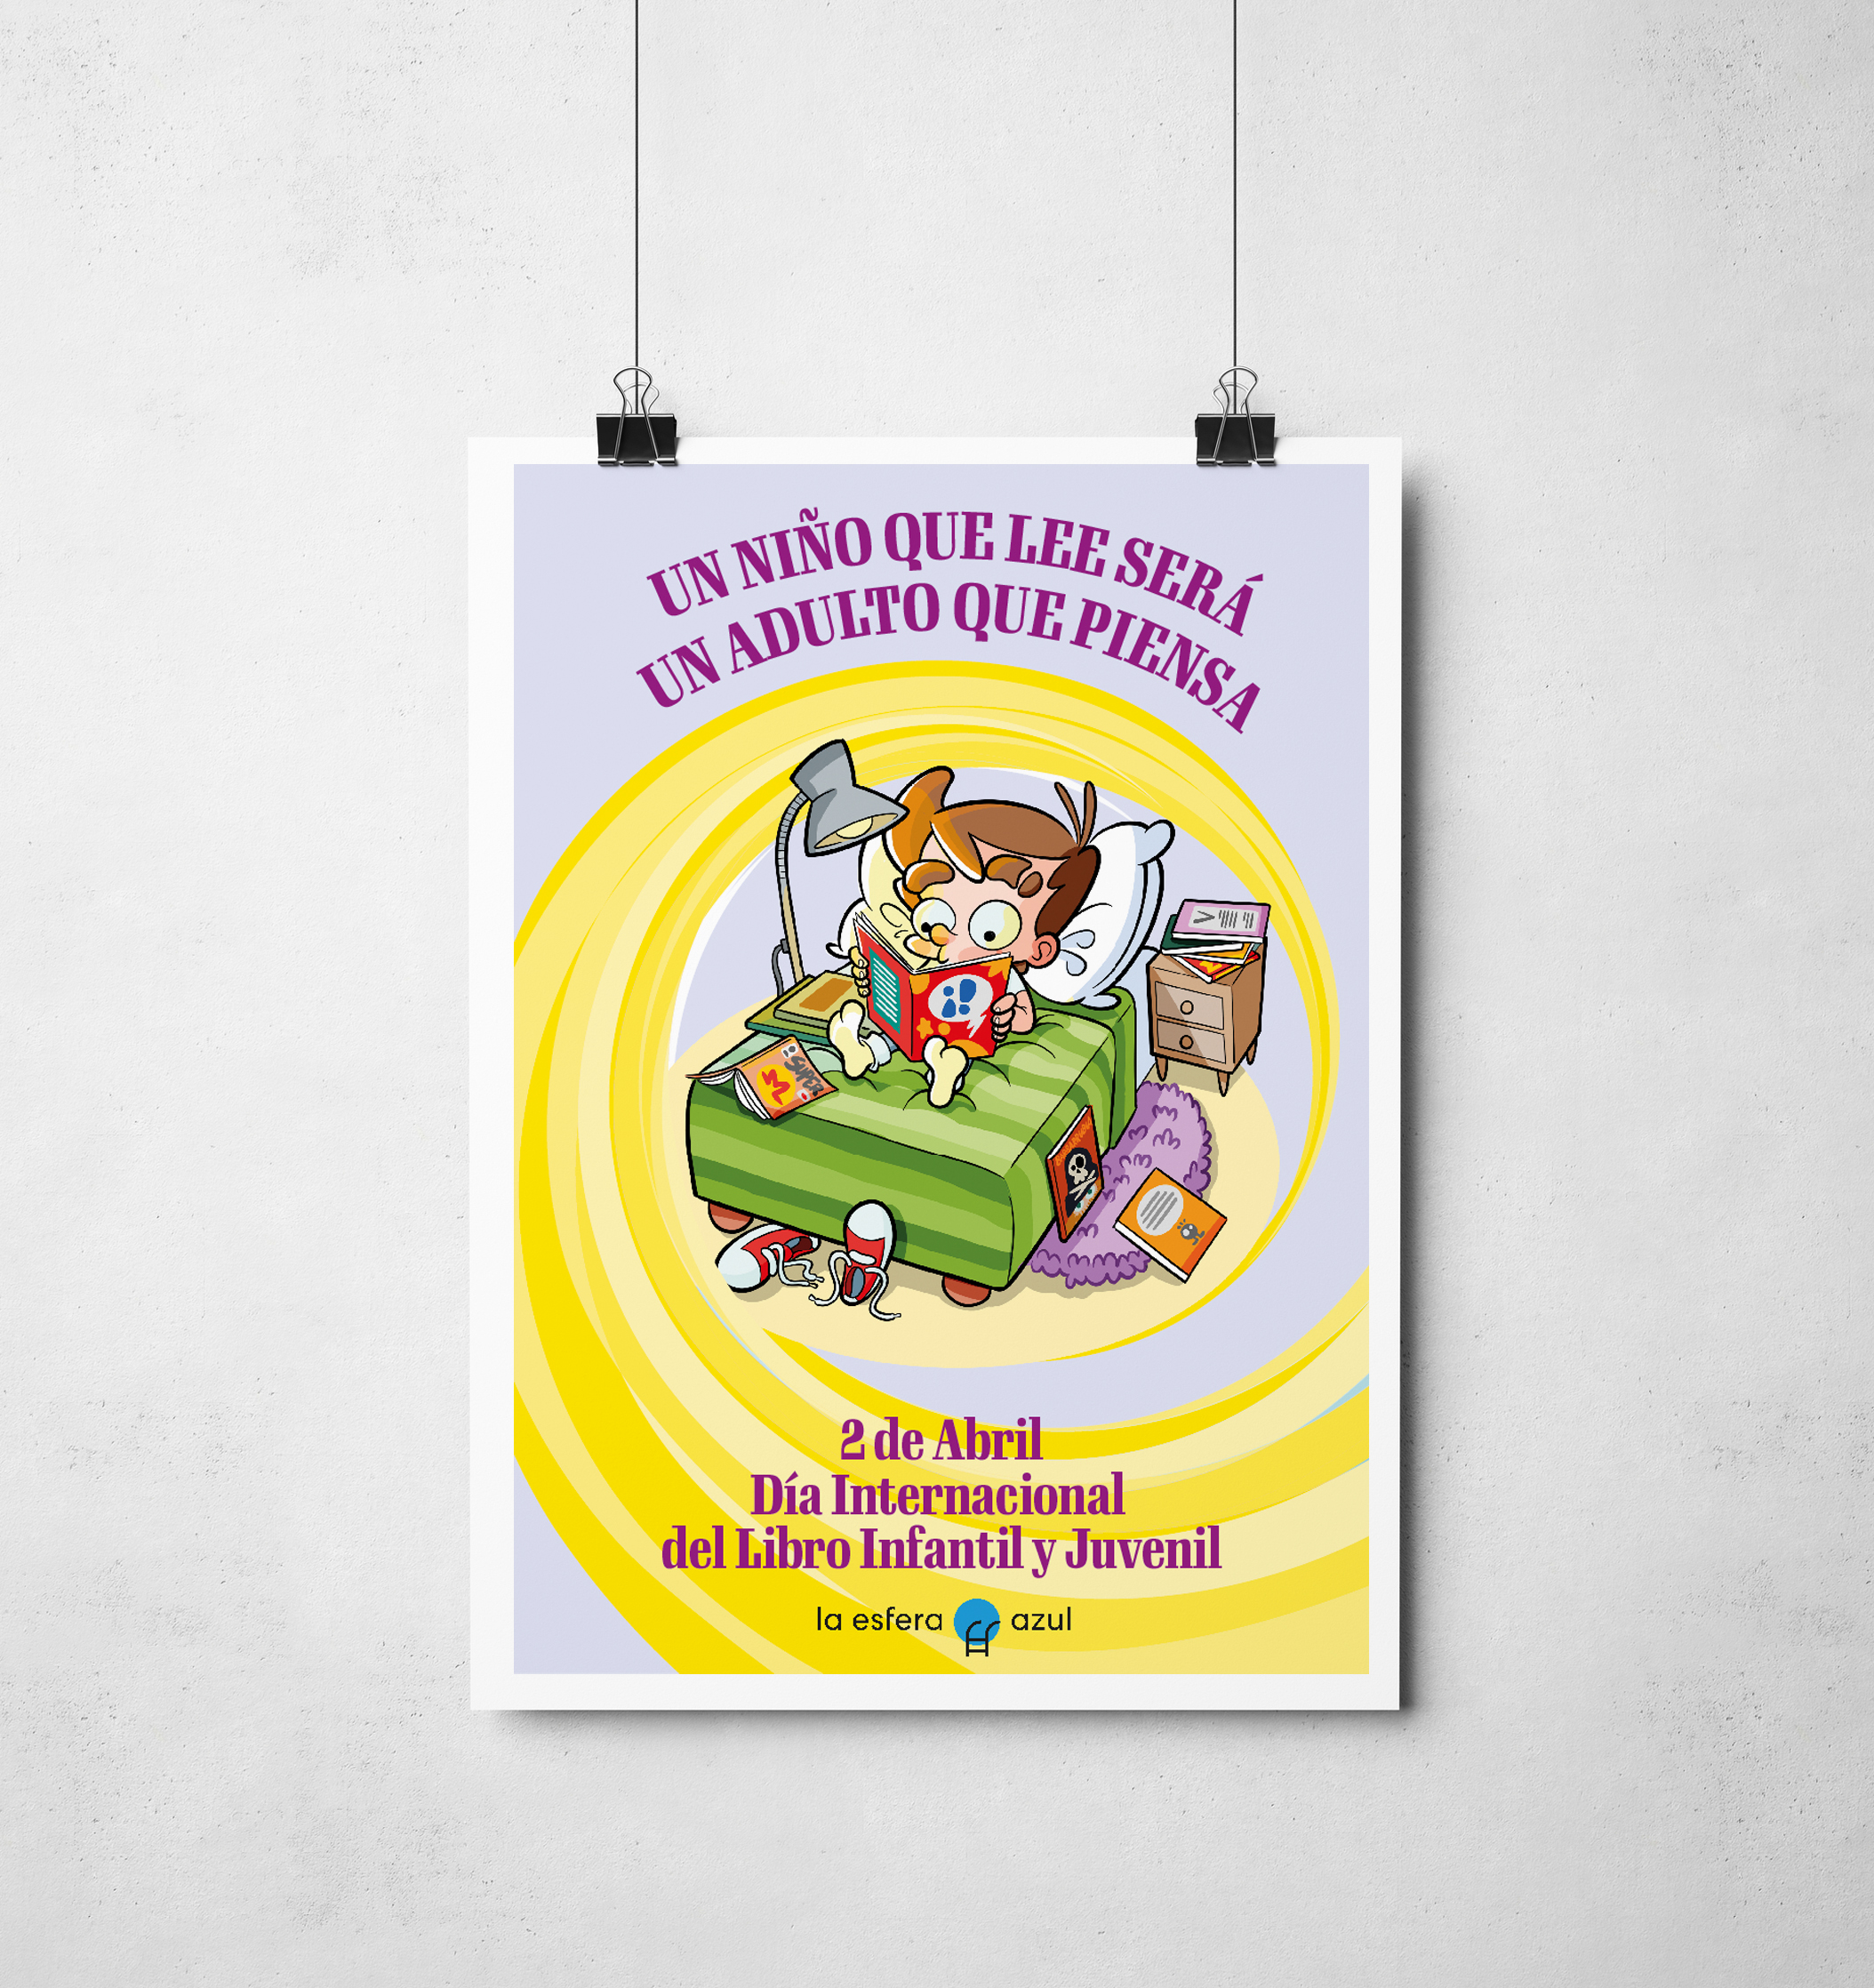 UN NIÑO QUE LEE SERÁ
UN ADULTO QUE PIENSA
SUPER
M
2 de Abril
Día Internacional
del Libro Infantil y Juvenil
la esfera azul